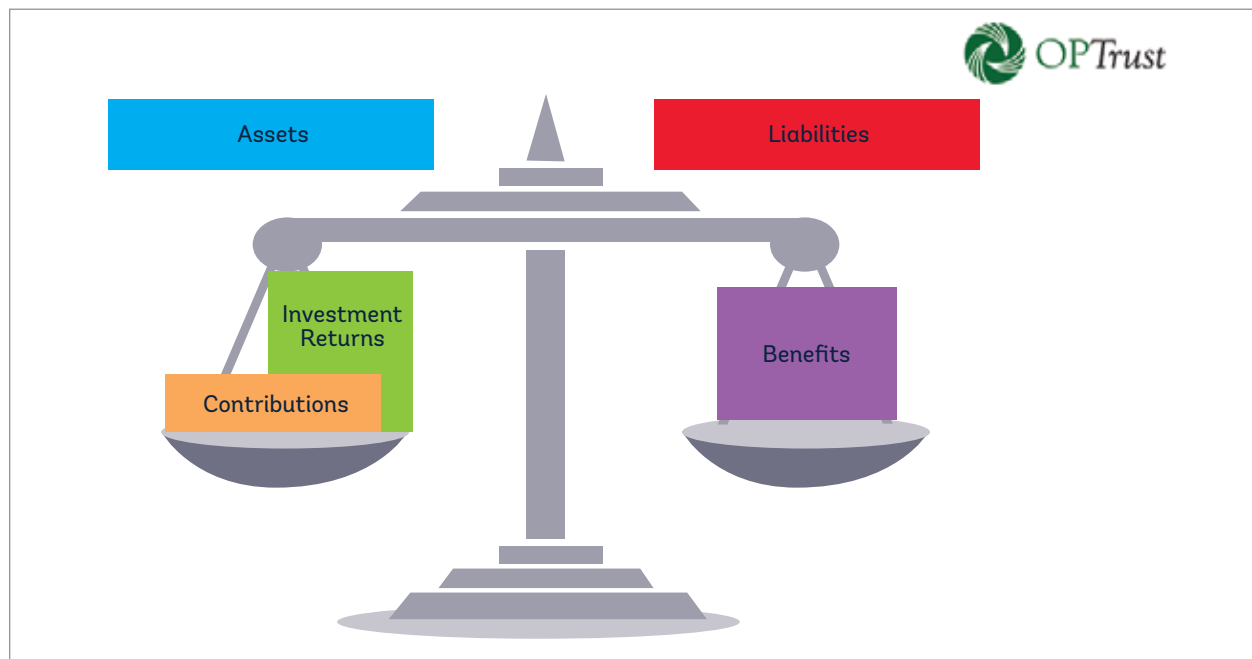 OPTrust
Assets
Liabilities
Investment
Returns
Benefits
Contributions